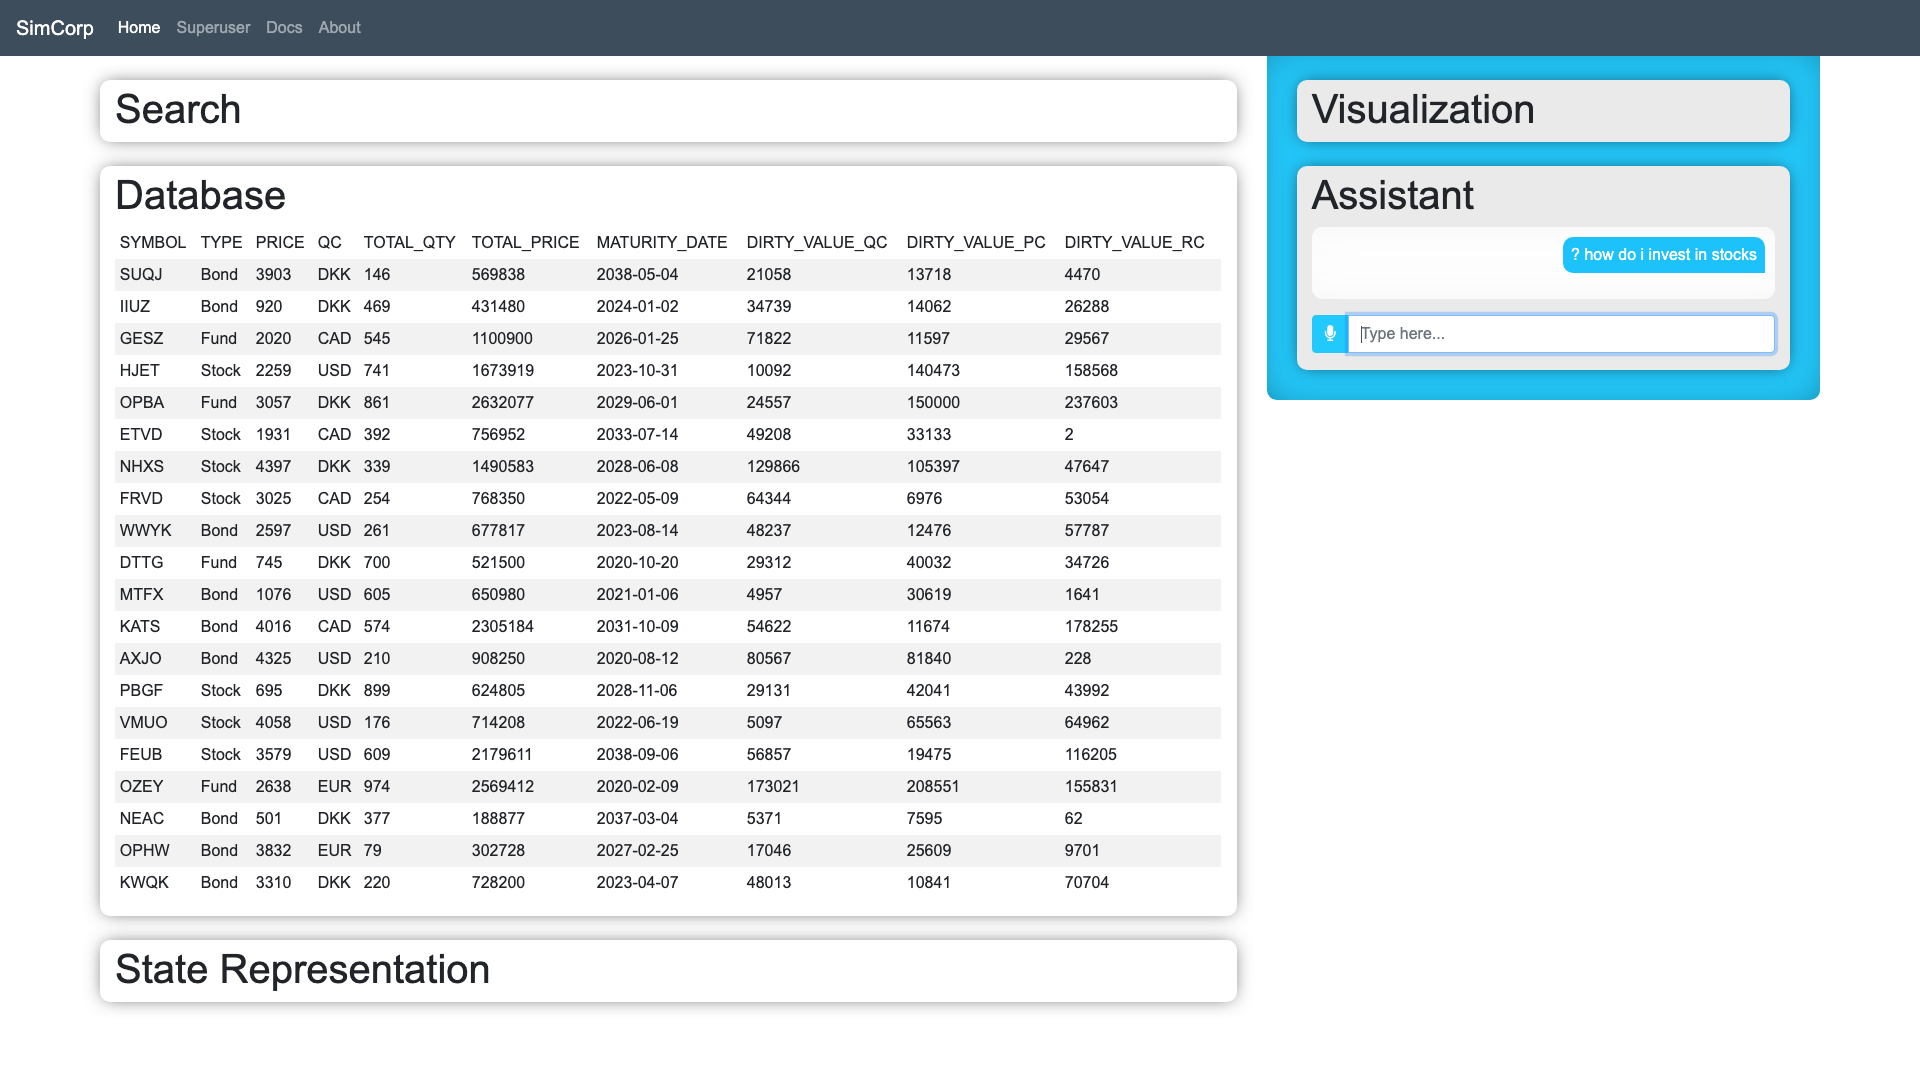 SimCorp Home Superuser Docs About
Search
Database
SYMBOL TYPE PRICE QC TOTAL_QTY TOTAL_PRICE MATURITY_DATE DIRTY_VALUE_QC DIRTY_VALUE_PC DIRTY_VALUE_RC
SUQJ Bond 3903 DKK 146 569838 2038-05-04 21058 13718 4470
IIUZ Bond 920 DKK 469 431480 2024-01-02 34739 14062 26288
GESZ Fund 2020 CAD 545 1100900 2026-01-25 71822 11597 29567
HJET Stock 2259 USD 741 1673919 2023-10-31 10092 140473 158568
OPBA Fund 3057 DKK 861 2632077 2029-06-01 24557 150000 237603
ETVD Stock 1931 CAD 392 756952 2033-07-14 49208 33133 2
NHXS Stock 4397 DKK 339 1490583 2028-06-08 129866 105397 47647
FRVD Stock 3025 CAD 254 768350 2022-05-09 64344 6976 53054
WWYK Bond 2597 USD 261 677817 2023-08-14 48237 12476 57787
DTTG Fund 745 DKK 700 521500 2020-10-20 29312 40032 34726
MTFX Bond 1076 USD 605 650980 2021-01-06 4957 30619 1641
KATS Bond 4016 CAD 574 2305184 2031-10-09 54622 11674 178255
AXJO Bond 4325 USD 210 908250 2020-08-12 80567 81840 228
PBGF Stock 695 DKK 899 624805 2028-11-06 29131 42041 43992
VMUO Stock 4058 USD 176 714208 2022-06-19 5097 65563 64962
FEUB Stock 3579 USD 609 2179611 2038-09-06 56857 19475 116205
OZEY Fund 2638 EUR 974 2569412 2020-02-09 173021 208551 155831
NEAC Bond 501 DKK 377 188877 2037-03-04 5371 7595 62
OPHW Bond 3832 EUR 79 302728 2027-02-25 17046 25609 9701
KWQK Bond 3310 DKK 220 728200 2023-04-07 48013 10841 70704
State Representation
Visualization
Assistant
? how do i invest in stocks
Type here...